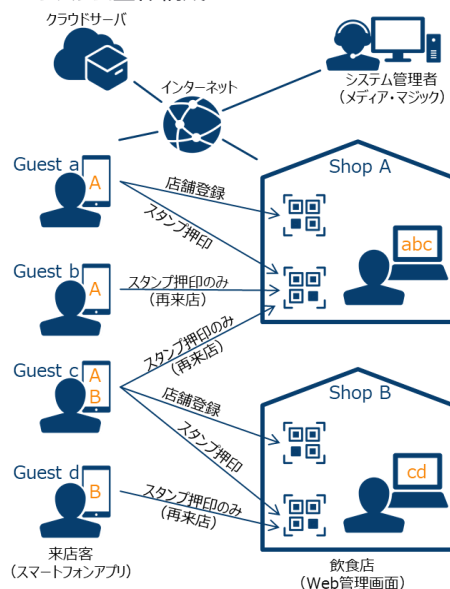 クラウドサーバ
インターネット
システム管理者
（メディア・マジック）
Guest a
A
店舗登録
スタンプ押印
Shop A
abc
Guest b
A
スタンプ押印のみ
（再来店）
スタンプ押印のみ
（再来店）
Guest c
A
B
店舗登録
スタンプ押印
Shop B
cd
Guest d
B
スタンプ押印のみ
（再来店）
来店客
（スマートフォンアプリ）
飲食店
（Web管理画面）